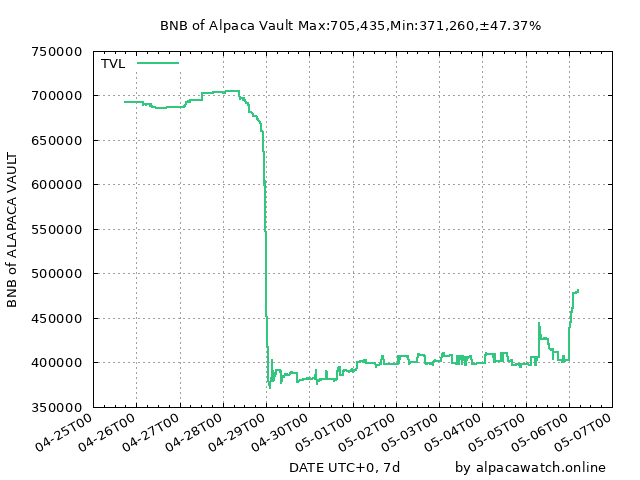 BNB of Alpaca Vault Max:705,435,Min:371,260,±47.37%
TVL
750000
700000
650000
600000
550000
500000
450000
400000
350000
BNB of ALAPACA VAULT
04-25T00
04-26T00
04-27T00
04-28T00
04-29T00
04-30T00
05-01T00
05-02T00
05-03T00
05-04T00
05-05T00
05-06T00
05-07T00
DATE UTC+0, 7d
by alpacawatch.online